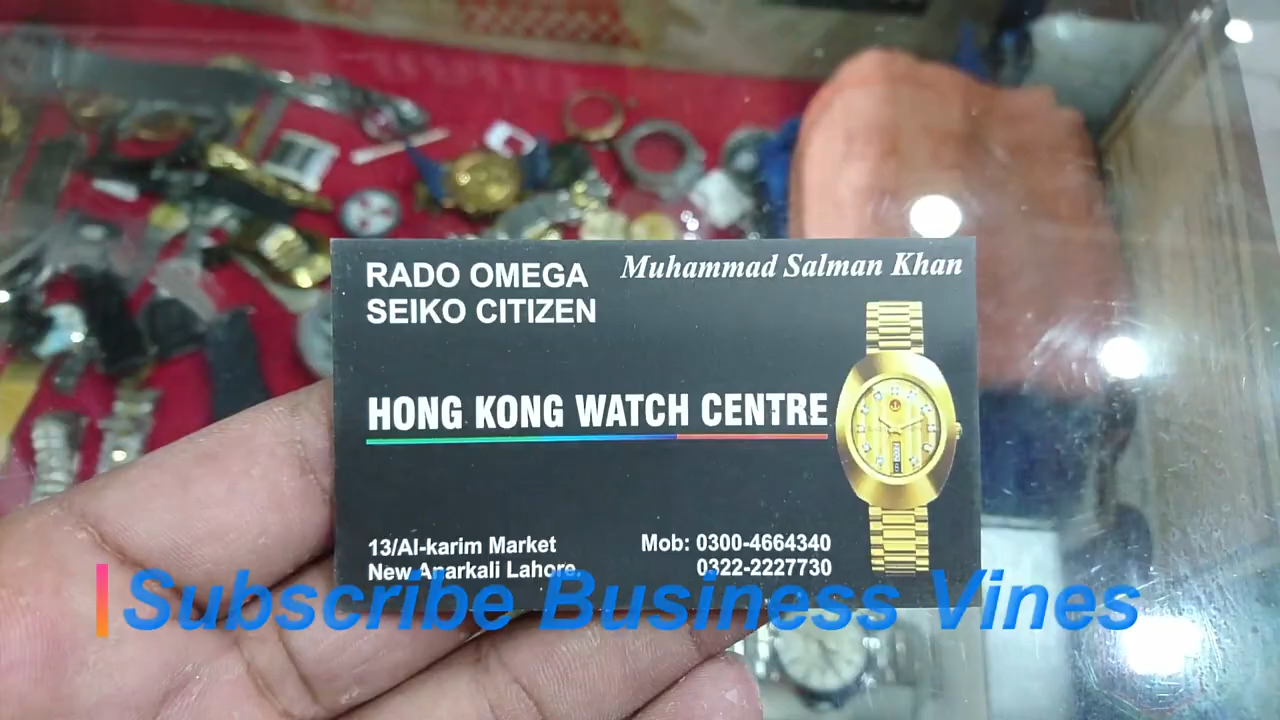 RADO OMEGA
SEIKO CITIZEN
Muhammad Salman Khan
HONG KONG WATCH CENTRE
13/Al-karim Market
New Anarkali Lahore.
Mob: 0300-4664340
0322-2227730
Subscribe Business Vines